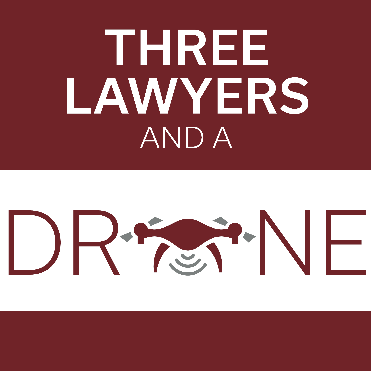 THREE
LAWYERS
AND A
DRONE